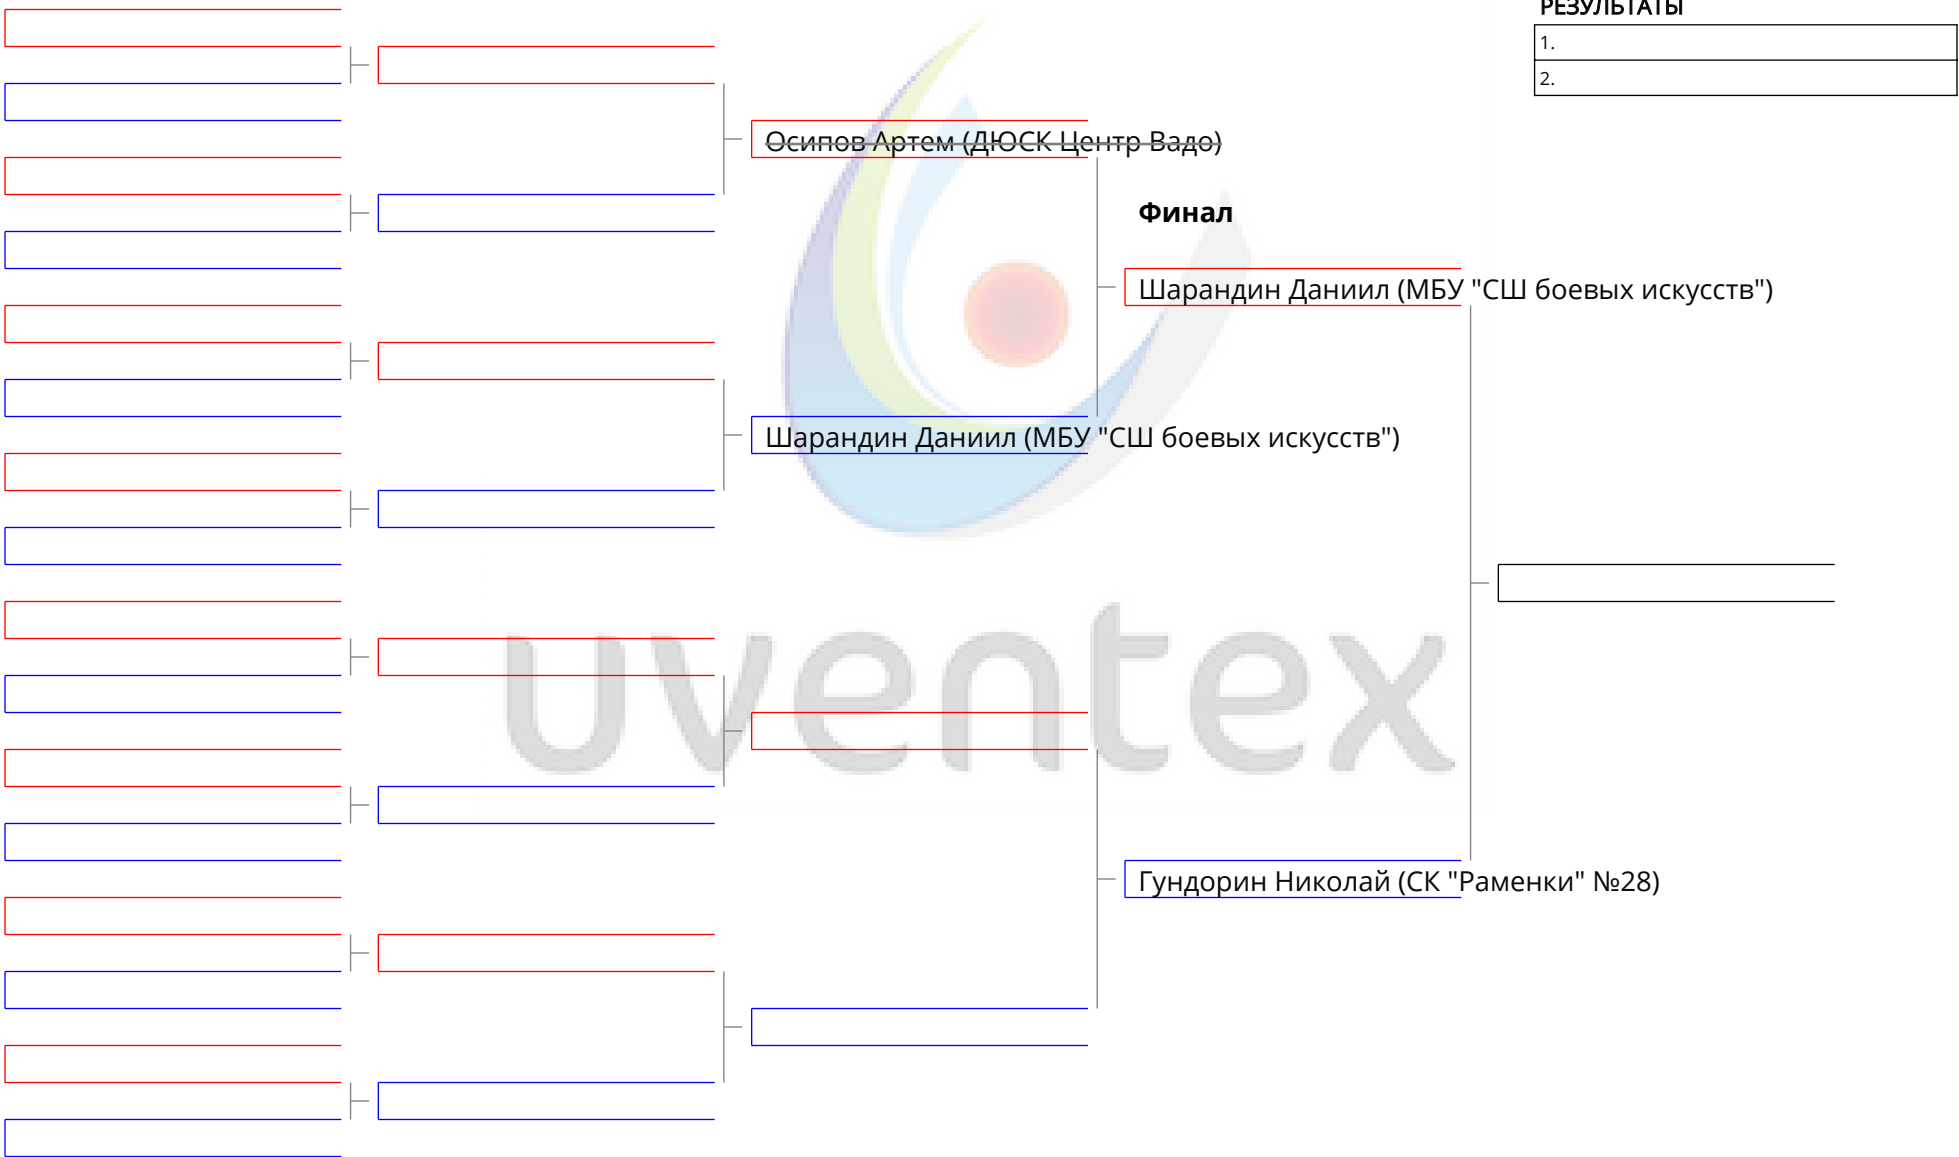 РЕЗУЛЬТАТЫ
1.
2.
Осипов Артем (ДЮСК Центр Вадо)
Финал
Шарандин Даниил (МБУ "СШ боевых искусств")
Шарандин Даниил (МБУ "СШ боевых искусств")
uventex
Гундорин Николай (СК "Раменки" №28)